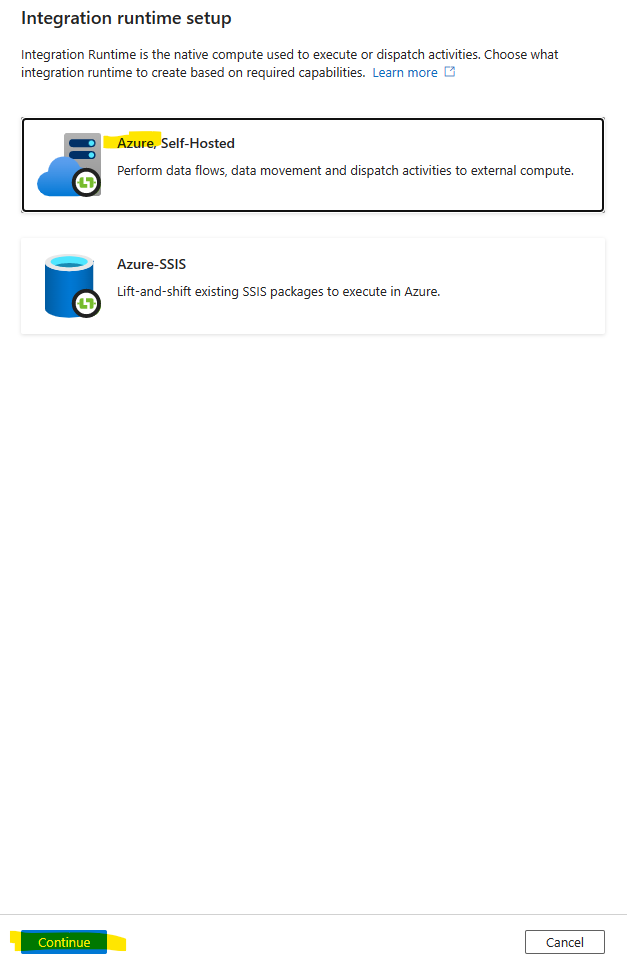 Integration runtime setup
Integration Runtime is the native compute used to execute or dispatch activities. Choose what
integration runtime to create based on required capabilities. Learn more
Azure, Self-Hosted
Perform data flows, data movement and dispatch activities to external compute.
Azure-SSIS
Lift-and-shift existing SSIS packages to execute in Azure.
Continue
Cancel